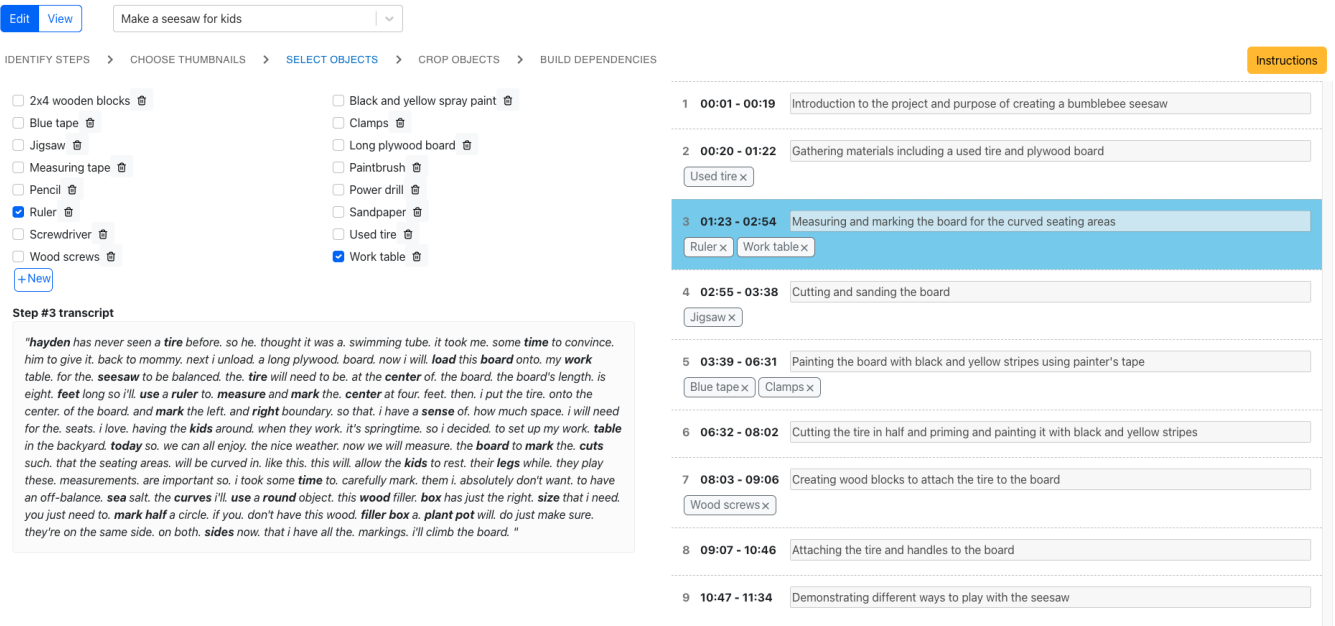 Edit View Make a seesaw for kids
IDENTIFY STEPS > CHOOSE THUMBNAILS > SELECT OBJECTS > CROP OBJECTS > BUILD DEPENDENCIES
Instructions
2x4 wooden blocks
Black and yellow spray paint
Blue tape
Clamps
Jigsaw
Long plywood board
Measuring tape
Paintbrush
Pencil
Power drill
Ruler
Sandpaper
Screwdriver
Used tire
Wood screws
Work table
+New
Step #3 transcript
"hayden has never seen a tire before. so he. thought it was a. swimming tube. it took me. some time to convince.
him to give it. back to mommy. next i unload. a long plywood. board. now i will. load this board onto. my work
table. for the. seesaw to be balanced. the. tire will need to be. at the center of. the board. the board's length. is
eight. feet long so i'll. use a ruler to. measure and mark the. center at four. feet. then. i put the tire. onto the
center. of the board. and mark the left. and right boundary. so that. i have a sense of. how much space. i will need
for the. seats. i love. having the kids around. when they work. it's springtime. so i decided. to set up my work. table
in the backyard. today so. we can all enjoy. the nice weather. now we will measure. the board to mark the. cuts
such. that the seating areas. will be curved in. like this. this will. allow the kids to rest. their legs while. they play
these. measurements. are important so. i took some time to. carefully mark. them i. absolutely don't want. to have
an off-balance. sea salt. the curves i'll. use a round object. this wood filler. box has just the right. size that i need.
you just need to. mark half a circle. if you. don't have this wood. filler box a. plant pot will. do just make sure.
they're on the same side. on both. sides now. that i have all the. markings. i'll climb the board. "
1 00:01 - 00:19 Introduction to the project and purpose of creating a bumblebee seesaw
2 00:20 - 01:22 Gathering materials including a used tire and plywood board
Used tire ×
3 01:23 - 02:54 Measuring and marking the board for the curved seating areas
Ruler × Work table ×
4 02:55 - 03:38 Cutting and sanding the board
Jigsaw ×
5 03:39 - 06:31 Painting the board with black and yellow stripes using painter's tape
Blue tape × Clamps ×
6 06:32 - 08:02 Cutting the tire in half and priming and painting it with black and yellow stripes
7 08:03 - 09:06 Creating wood blocks to attach the tire to the board
Wood screws ×
8 09:07 - 10:46 Attaching the tire and handles to the board
9 10:47 - 11:34 Demonstrating different ways to play with the seesaw